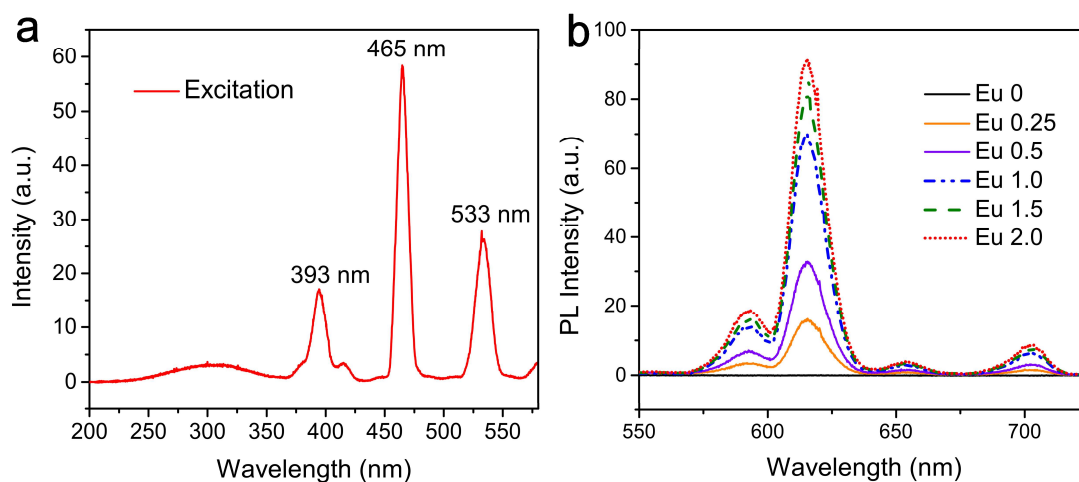 a
465 nm
Excitation
533 nm
393 nm
Intensity (a.u.)
60
50
40
30
20
10
0
200 250 300 350 400 450 500 550
Wavelength (nm)
b
Eu 0
Eu 0.25
Eu 0.5
Eu 1.0
Eu 1.5
Eu 2.0
PL Intensity (a.u.)
100
80
60
40
20
0
550 600 650 700
Wavelength (nm)